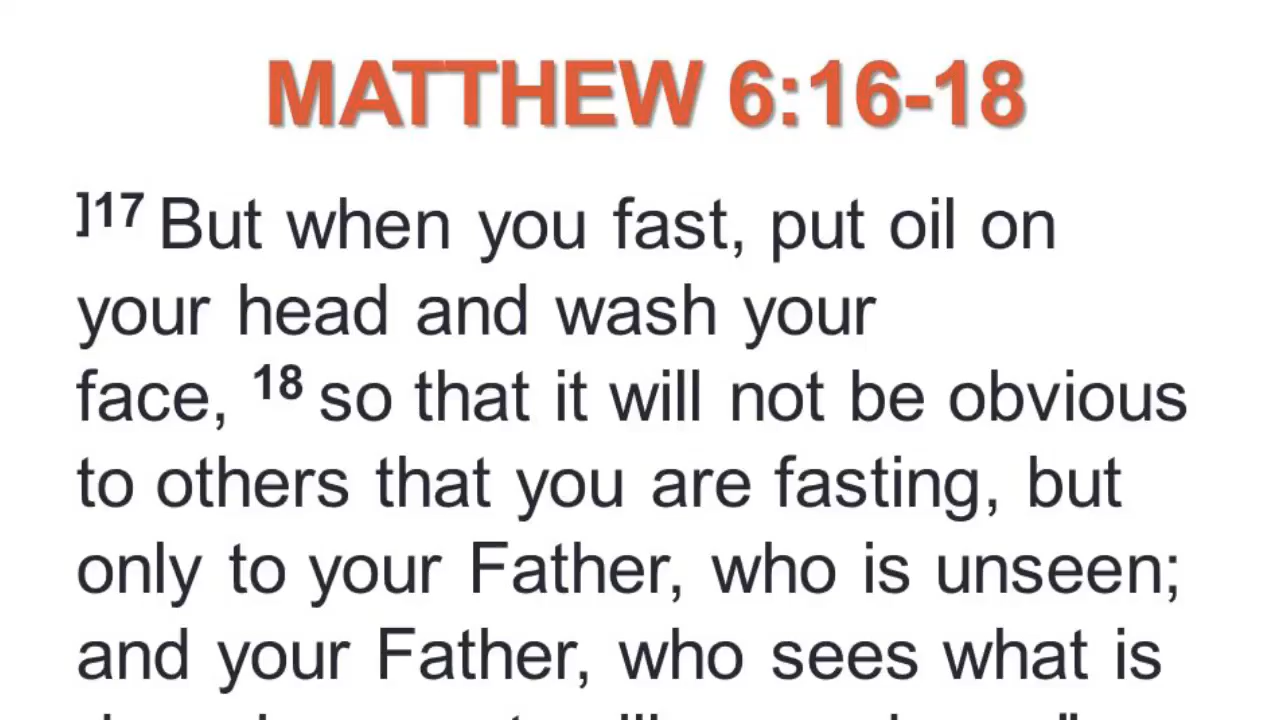 MATTHEW 6:16-18
]17 But when you fast, put oil on
your head and wash your
face, 18 so that it will not be obvious
to others that you are fasting, but
only to your Father, who is unseen;
and your Father, who sees what is